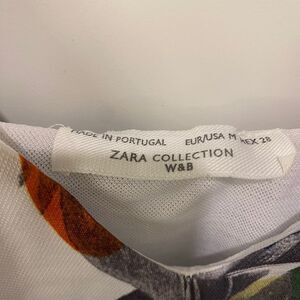 MADE IN PORTUGAL EUR/USA M MEX 28
ZARA COLLECTION
W&B